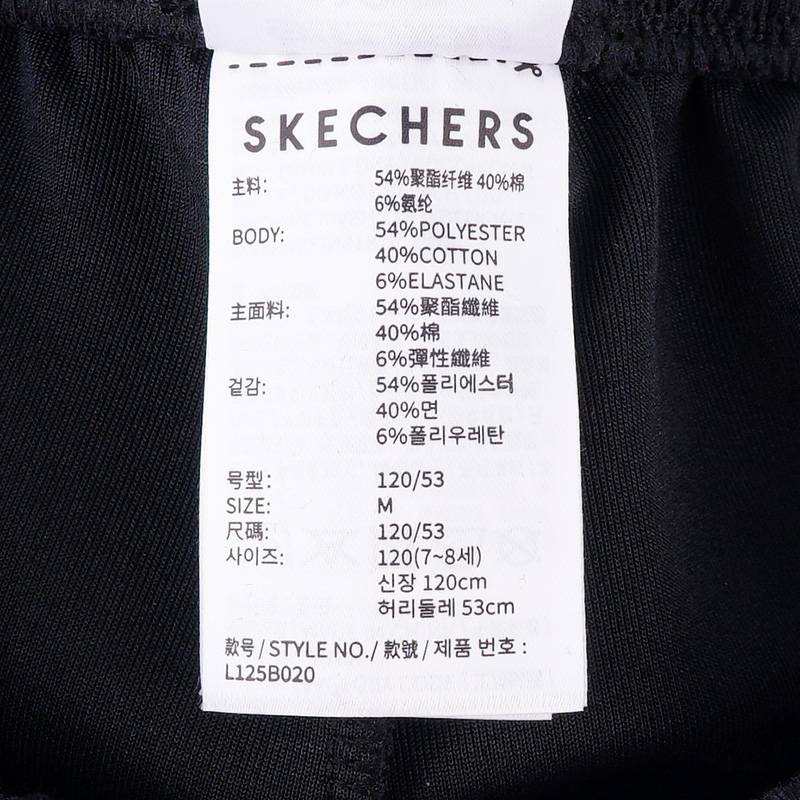 SKECHERS
主料: 54%聚酯纤维 40%棉
6%氨纶
BODY: 54%POLYESTER
40%COTTON
6%ELASTANE
主面料: 54%聚酯纖維
40%棉
6%彈性纖維
겉감: 54%폴리에스터
40%면
6%폴리우레탄
号型: 120/53
SIZE: M
尺碼: 120/53
사이즈: 120(7~8세)
신장 120cm
허리둘레 53cm
款号/STYLE NO./款號/제품 번호:
L125B020